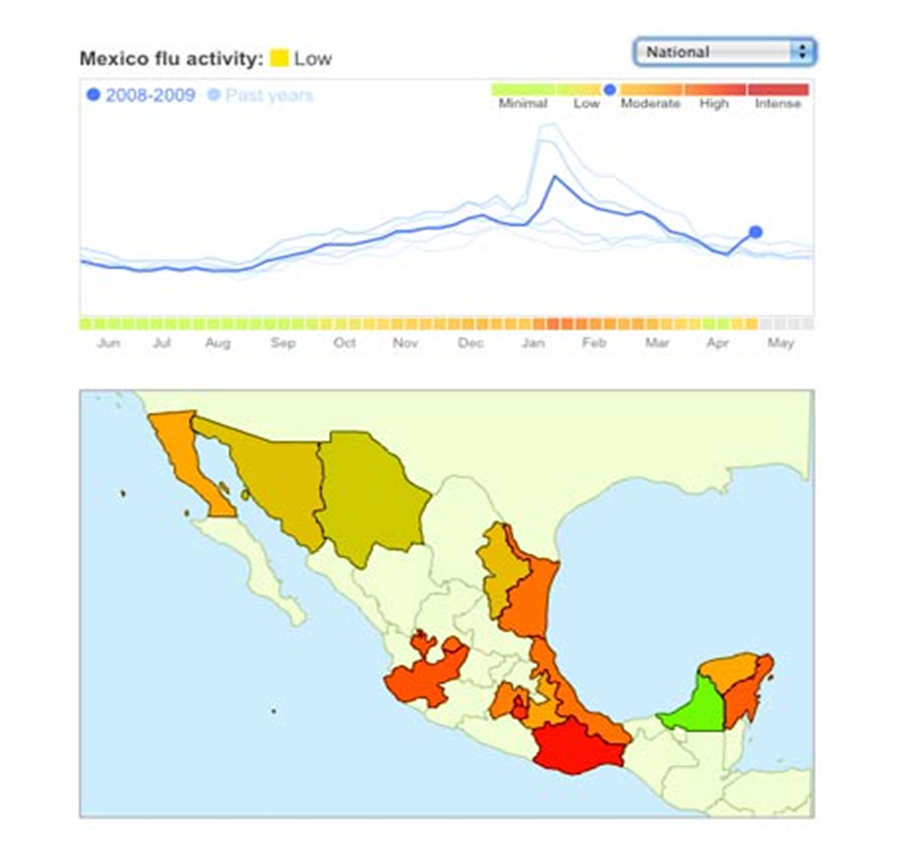 Mexico flu activity: Low
National
2008-2009 Past years
Minimal Low Moderate High Intense
Jun Jul Aug Sep Oct Nov Dec Jan Feb Mar Apr May